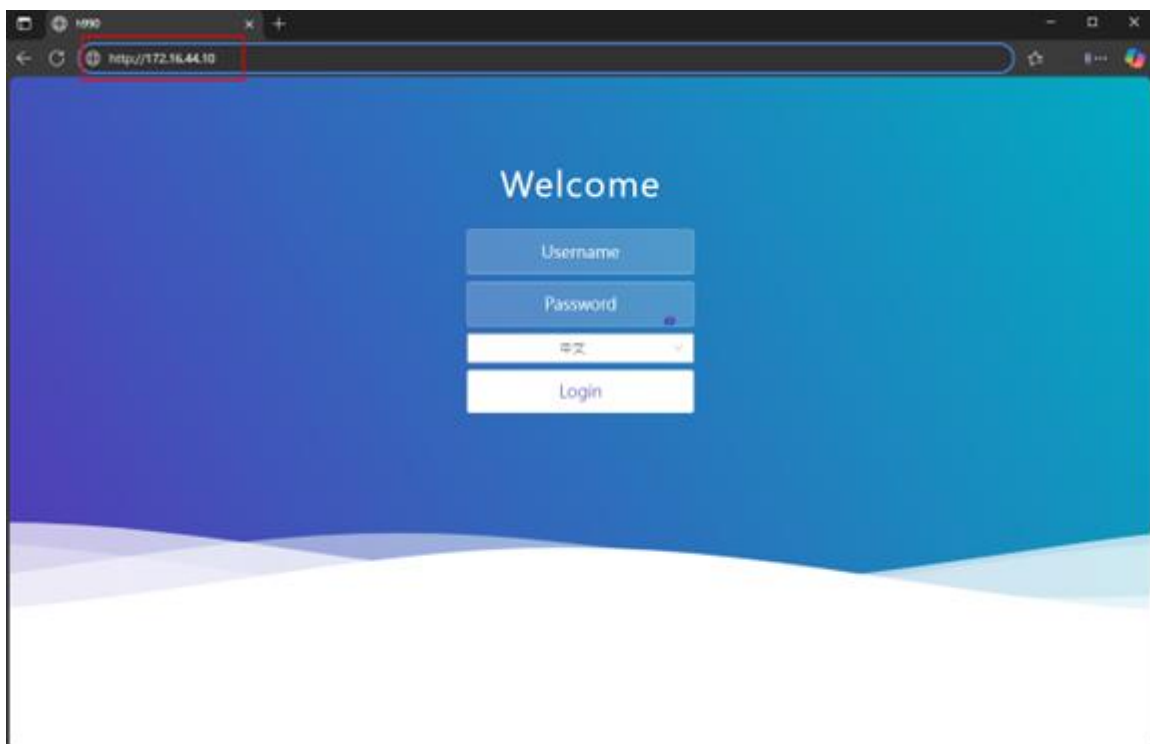 http://172.16.44.10
Welcome
Username
Password
中文
Login